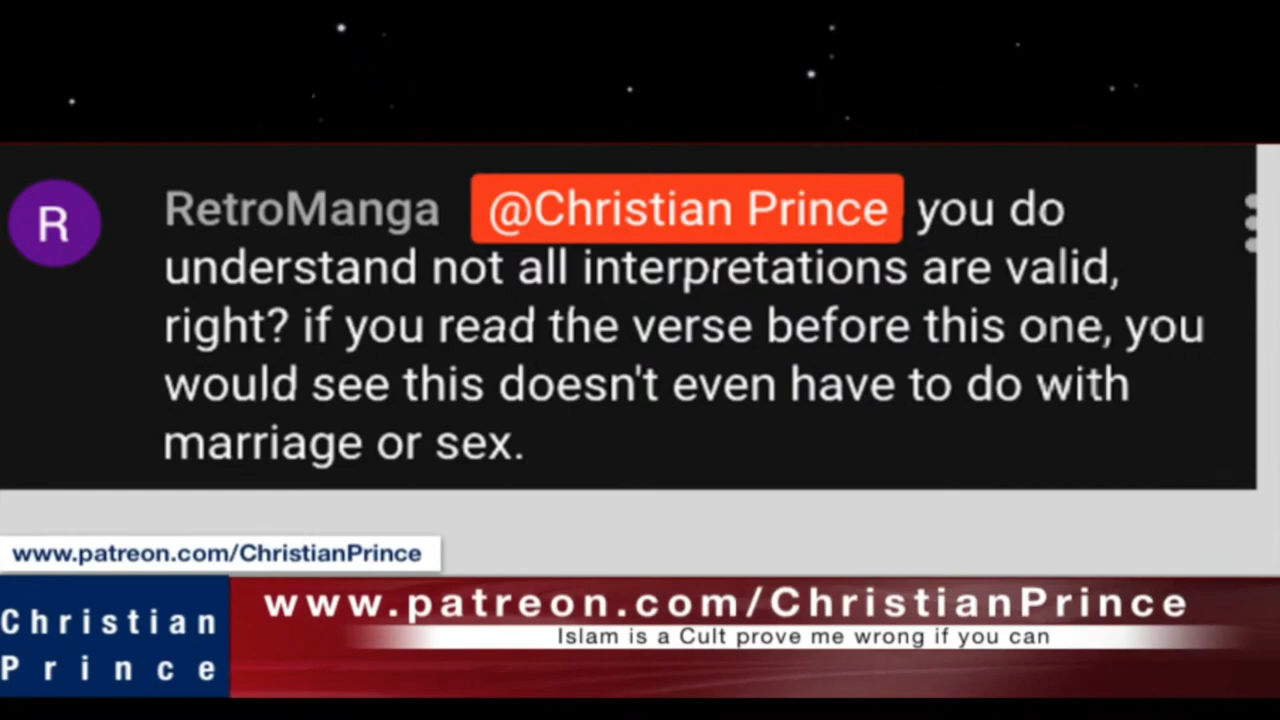 RetroManga @Christian Prince you do
understand not all interpretations are valid,
right? if you read the verse before this one, you
would see this doesn't even have to do with
marriage or sex.
R
www.patreon.com/ChristianPrince
Christian
Prince
www.patreon.com/ChristianPrince
Islam is a Cult prove me wrong if you can